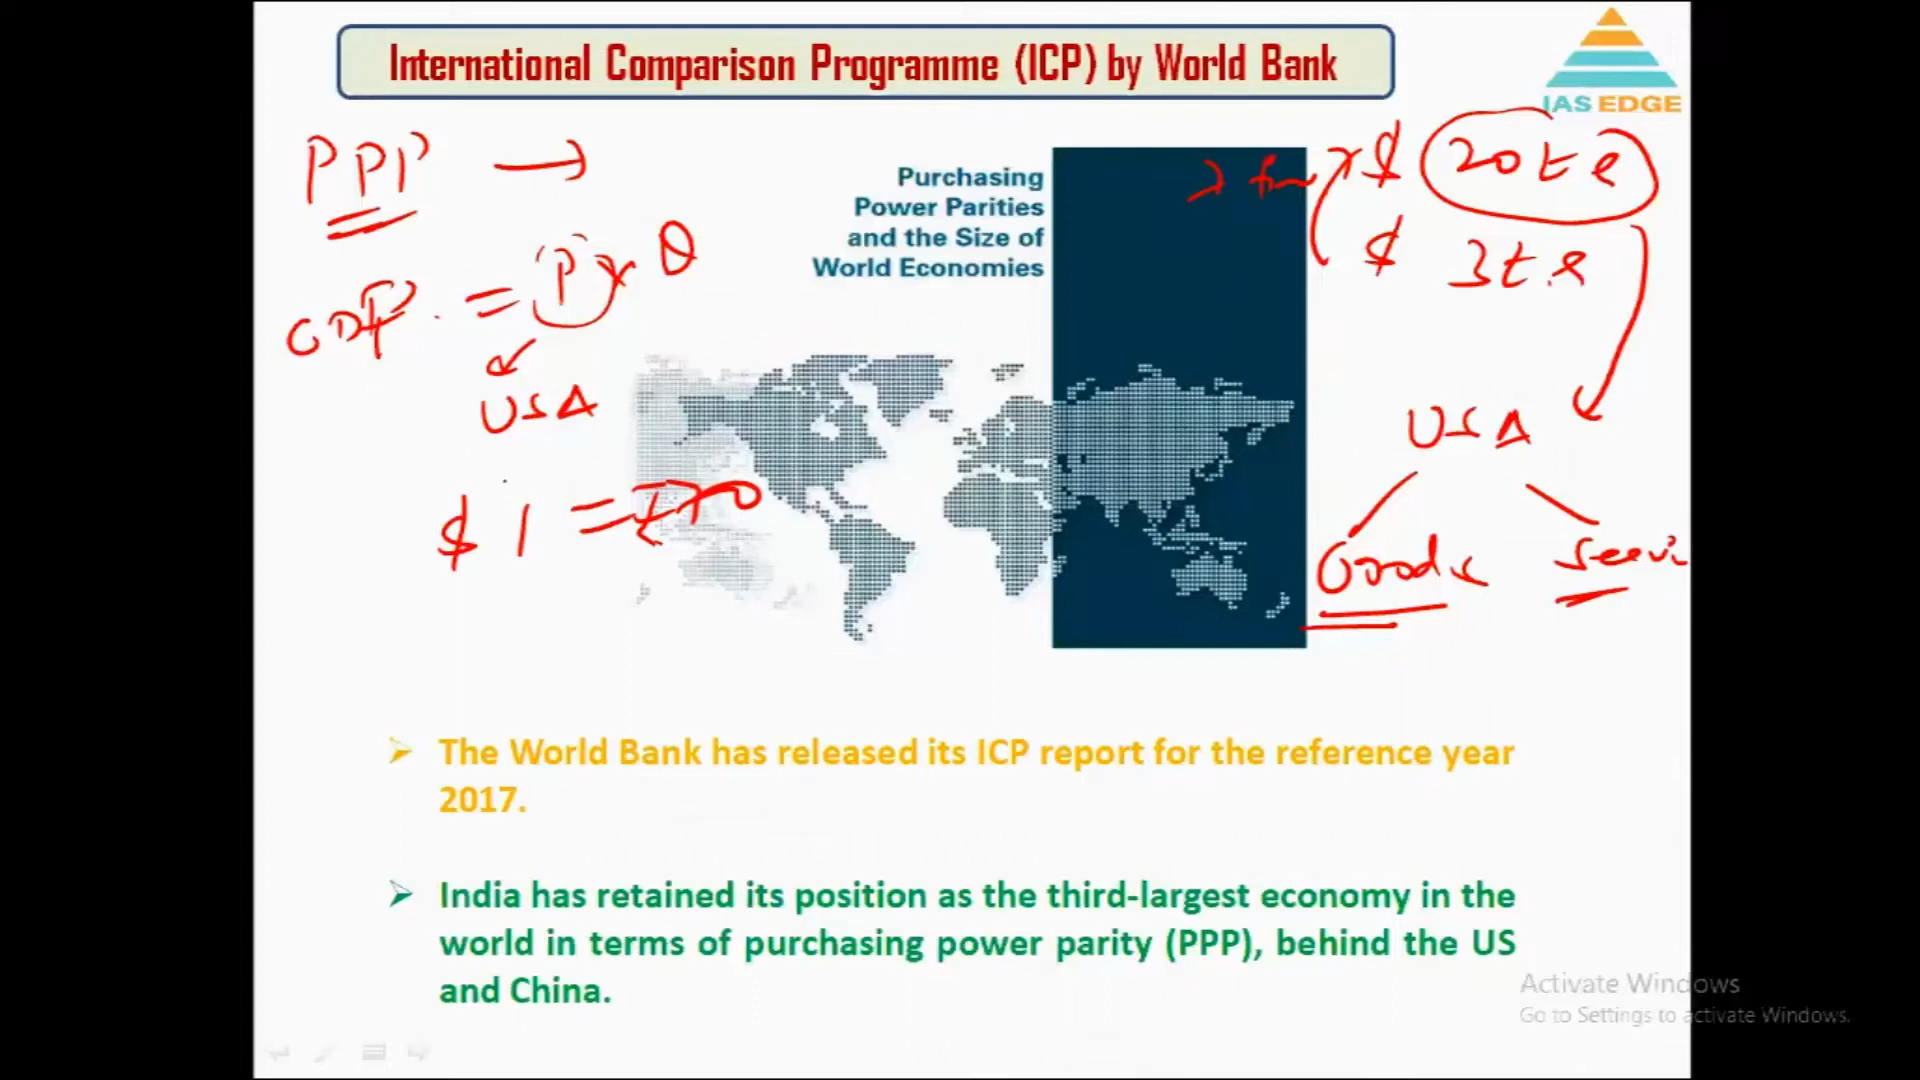 International Comparison Programme (ICP) by World Bank
IAS EDGE
PPP →
Purchasing
Power Parities
and the Size of
World Economies
$ 20 t
$ 3 t
GDP = P x Q
USA
USA
$ 1 = ₹70
Goods
The World Bank has released its ICP report for the reference year
2017.
India has retained its position as the third-largest economy in the
world in terms of purchasing power parity (PPP), behind the US
and China.
Activate Windows
Go to Settings to activate Windows.